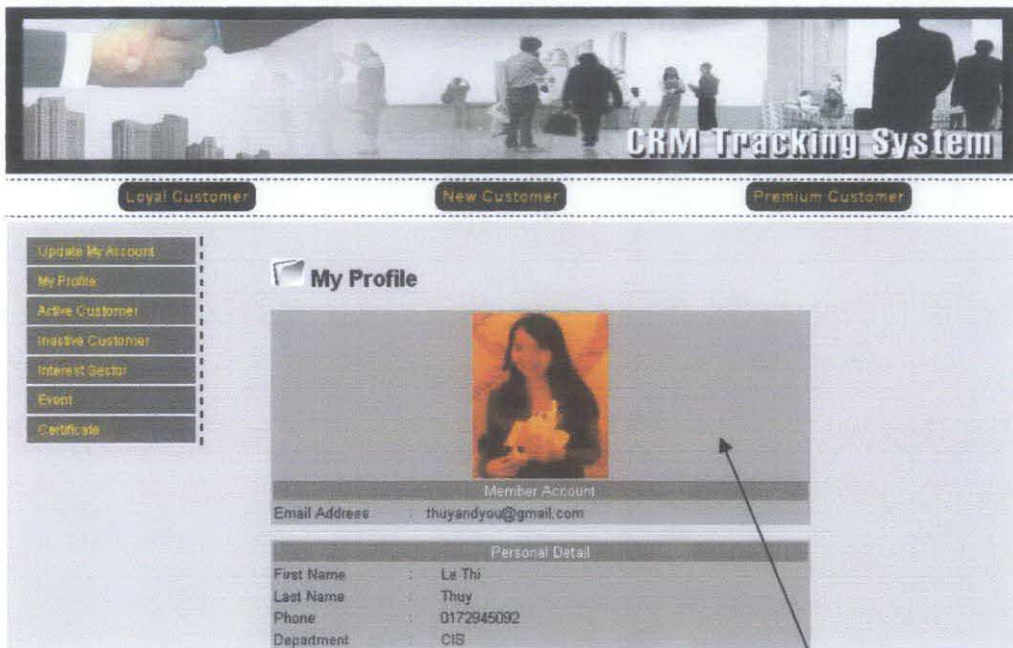 CRM Tracking System
Loyal Customer New Customer Premium Customer
Update My Account
My Profile
Active Customer
Inactive Customer
Interest Sector
Event
Certificate
My Profile
Member Account
Email Address : thuyandyou@gmail.com
Personal Detail
First Name : Le Thi
Last Name : Thuy
Phone : 0172945092
Department : CIS